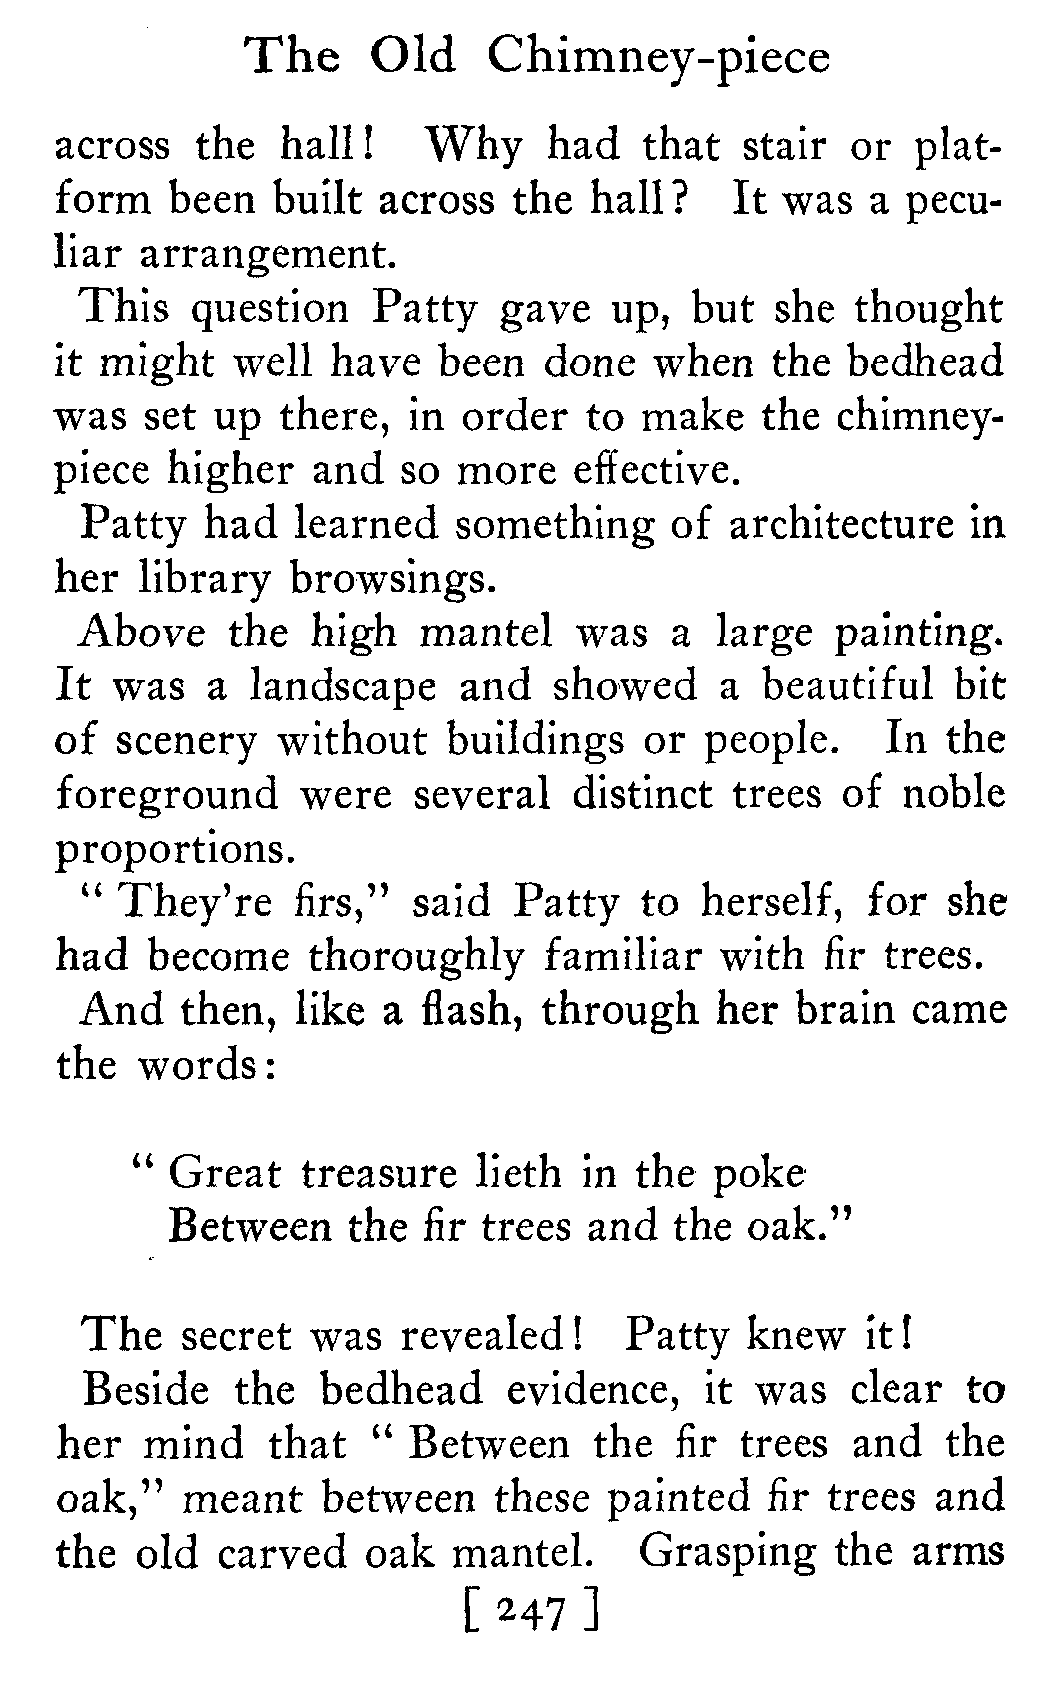 The Old Chimney-piece
across the hall! Why had that stair or plat-
form been built across the hall? It was a pecu-
liar arrangement.
This question Patty gave up, but she thought
it might well have been done when the bedhead
was set up there, in order to make the chimney-
piece higher and so more effective.
Patty had learned something of architecture in
her library browsings.
Above the high mantel was a large painting.
It was a landscape and showed a beautiful bit
of scenery without buildings or people. In the
foreground were several distinct trees of noble
proportions.
" They're firs," said Patty to herself, for she
had become thoroughly familiar with fir trees.
And then, like a flash, through her brain came
the words:
" Great treasure lieth in the poke
Between the fir trees and the oak."
The secret was revealed! Patty knew it!
Beside the bedhead evidence, it was clear to
her mind that " Between the fir trees and the
oak," meant between these painted fir trees and
the old carved oak mantel. Grasping the arms
[ 247 ]